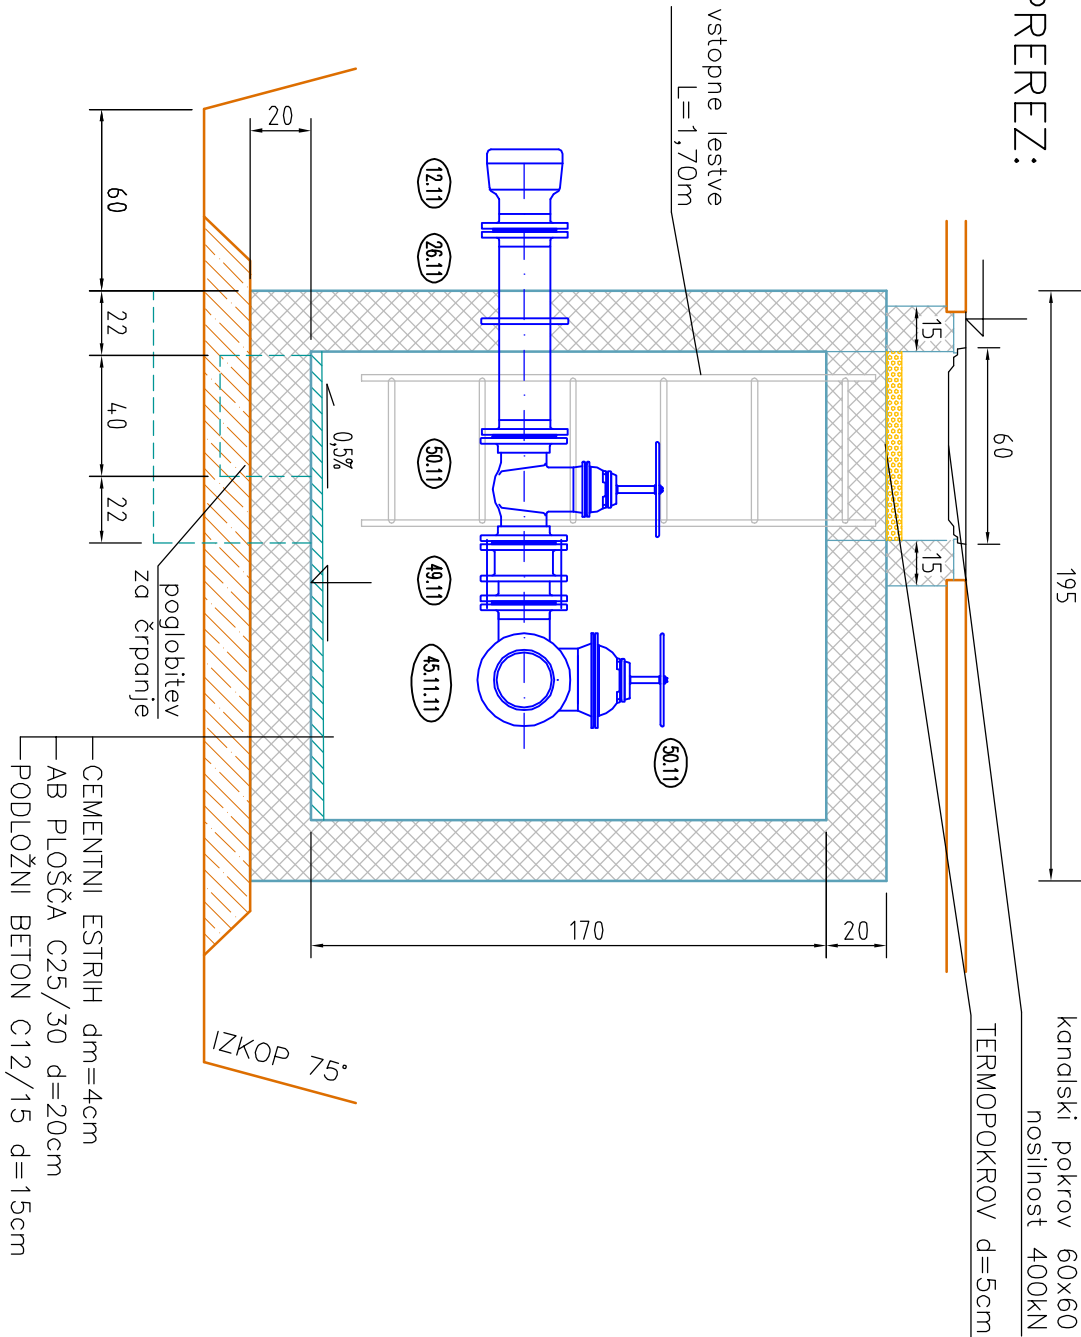 PREREZ:
vstopne lestve
L=1,70m
kanalski pokrov 60x60
nosilnost 400kN
TERMOPOKROV d=5cm
195
60
15
15
20
170
20
60
22
40
22
0,5%
12.11
26.11
50.11
49.11
45.11.11
50.11
poglobitev
za črpanje
IZKOP 75°
CEMENTNI ESTRIH dm=4cm
AB PLOŠČA C25/30 d=20cm
PODLOŽNI BETON C12/15 d=15cm